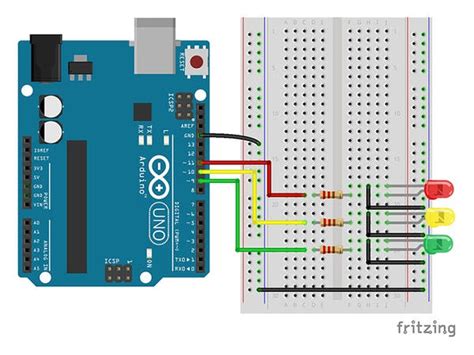 RESET
ICSP2
AREF
GND
13
12
~11
~10
~9
8
7
~6
~5
4
~3
2
TX→1
RX←0
L
TX
RX
Arduino™
UNO
DIGITAL (PWM=~)
IOREF
RESET
3V3
5V
GND
GND
VIN
POWER
A0
A1
A2
A3
A4
A5
ANALOG IN
ICSP
ON
1
fritzing